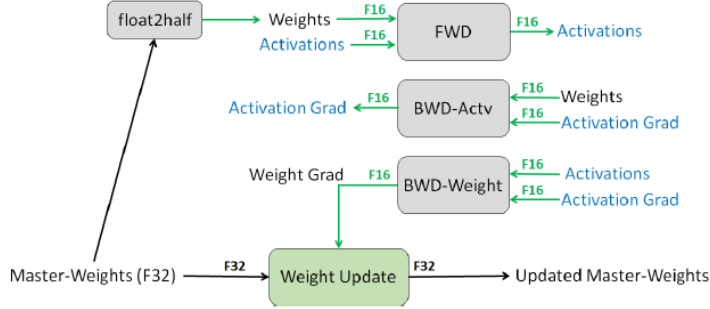 float2half
Weights
F16
FWD
F16
Activations
Activations
F16
Activation Grad
F16
BWD-Actv
F16
Weights
F16
Activation Grad
Weight Grad
F16
BWD-Weight
F16
Activations
F16
Activation Grad
Master-Weights (F32)
F32
Weight Update
F32
Updated Master-Weights